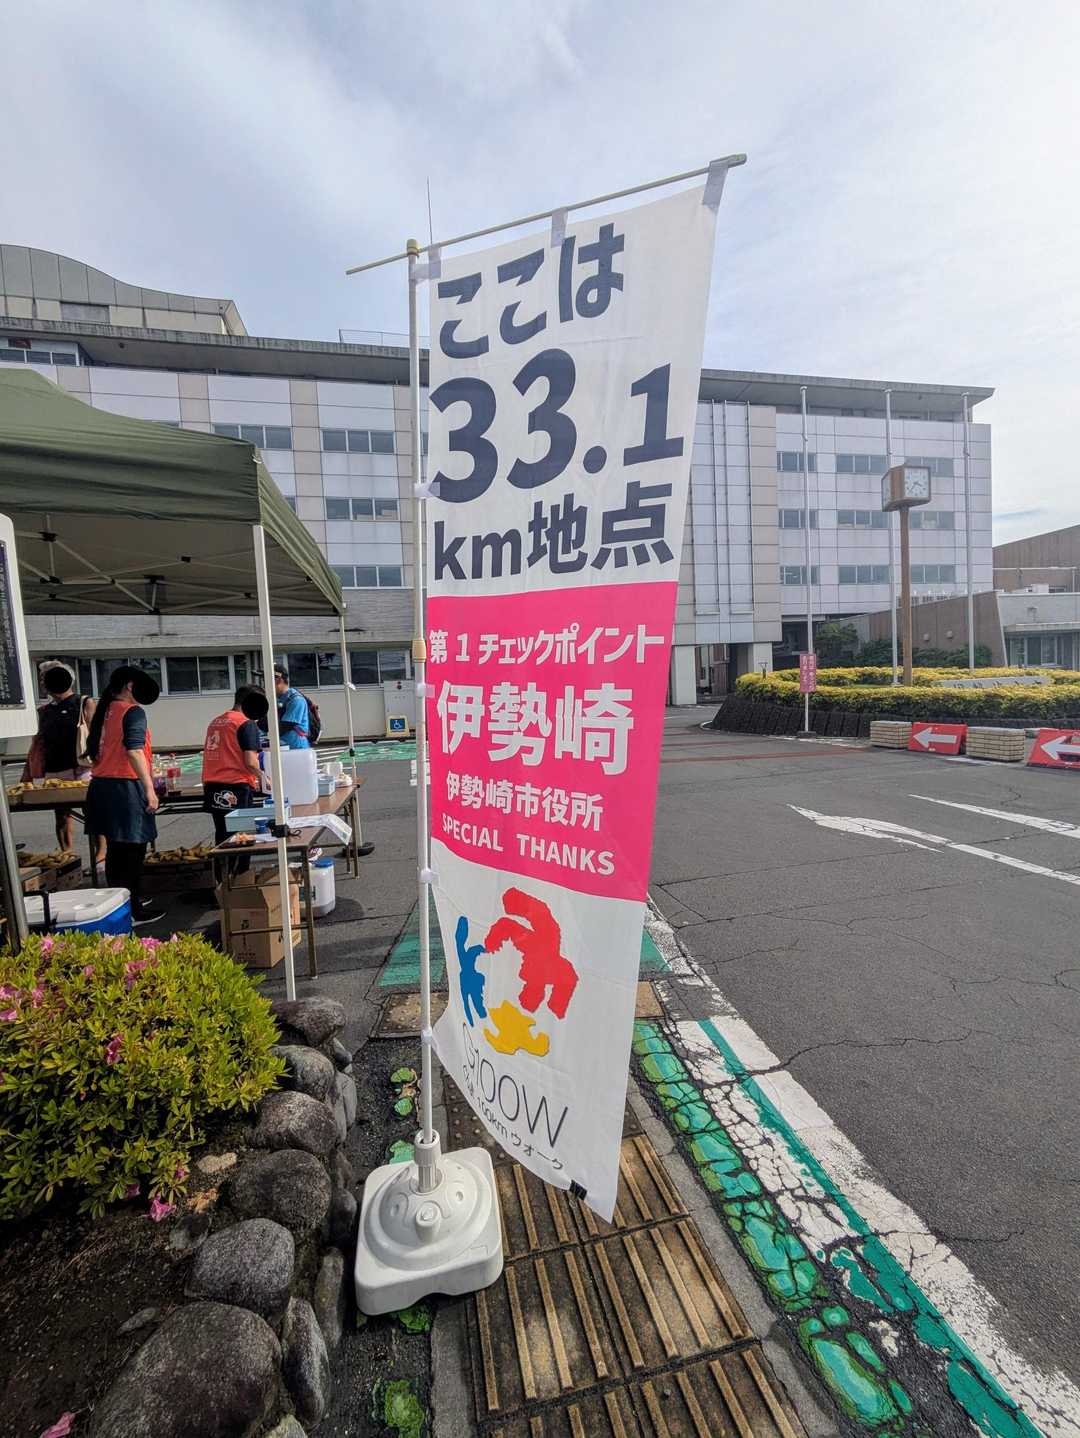 ここは
33.1
km地点
第1チェックポイント
伊勢崎
伊勢崎市役所
SPECIAL THANKS
G100W
100kmウオーク